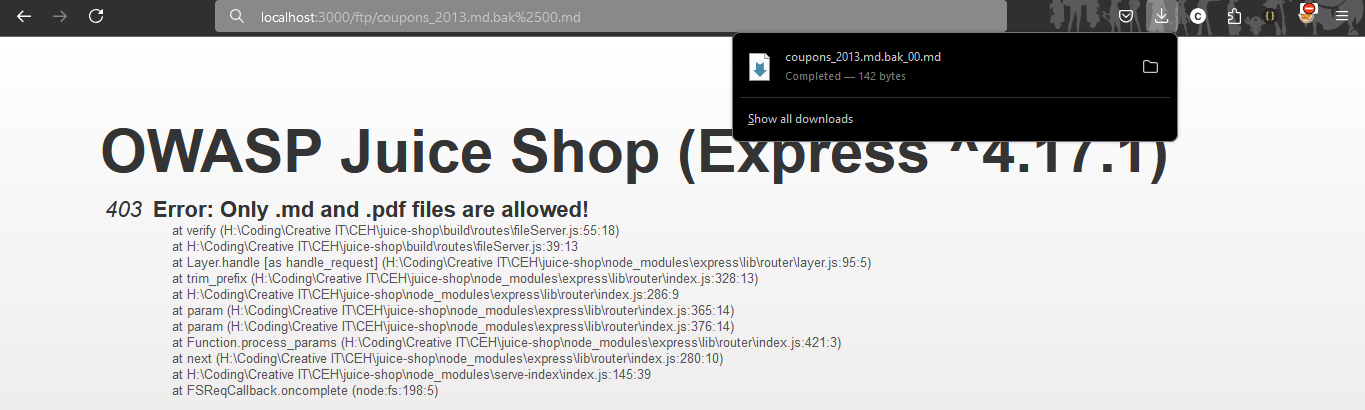 localhost:3000/ftp/coupons_2013.md.bak%2500.md
coupons_2013.md.bak_00.md
Completed — 142 bytes
Show all downloads
OWASP Juice Shop (Express ^4.17.1)
403 Error: Only .md and .pdf files are allowed!
at verify (H:\Coding\Creative IT\CEH\juice-shop\build\routes\fileServer.js:55:18)
at H:\Coding\Creative IT\CEH\juice-shop\build\routes\fileServer.js:39:13
at Layer.handle [as handle_request] (H:\Coding\Creative IT\CEH\juice-shop\node_modules\express\lib\router\layer.js:95:5)
at trim_prefix (H:\Coding\Creative IT\CEH\juice-shop\node_modules\express\lib\router\index.js:328:13)
at H:\Coding\Creative IT\CEH\juice-shop\node_modules\express\lib\router\index.js:286:9
at param (H:\Coding\Creative IT\CEH\juice-shop\node_modules\express\lib\router\index.js:365:14)
at param (H:\Coding\Creative IT\CEH\juice-shop\node_modules\express\lib\router\index.js:376:14)
at Function.process_params (H:\Coding\Creative IT\CEH\juice-shop\node_modules\express\lib\router\index.js:421:3)
at next (H:\Coding\Creative IT\CEH\juice-shop\node_modules\express\lib\router\index.js:280:10)
at H:\Coding\Creative IT\CEH\juice-shop\node_modules\serve-index\index.js:145:39
at FSReqCallback.oncomplete (node:fs:198:5)